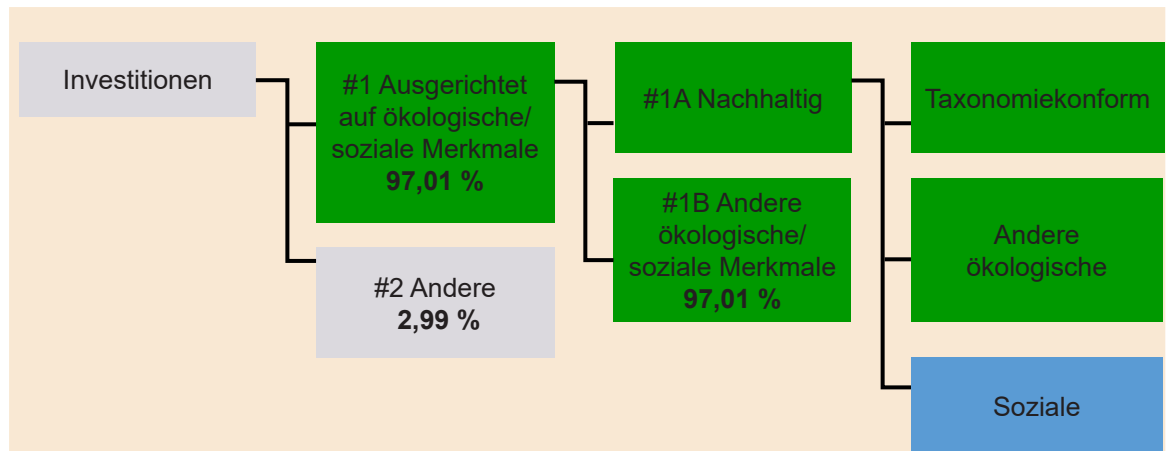 Investitionen
#1 Ausgerichtet
auf ökologische/
soziale Merkmale
97,01 %
#2 Andere
2,99 %
#1A Nachhaltig
#1B Andere
ökologische/
soziale Merkmale
97,01 %
Taxonomiekonform
Andere
ökologische
Soziale